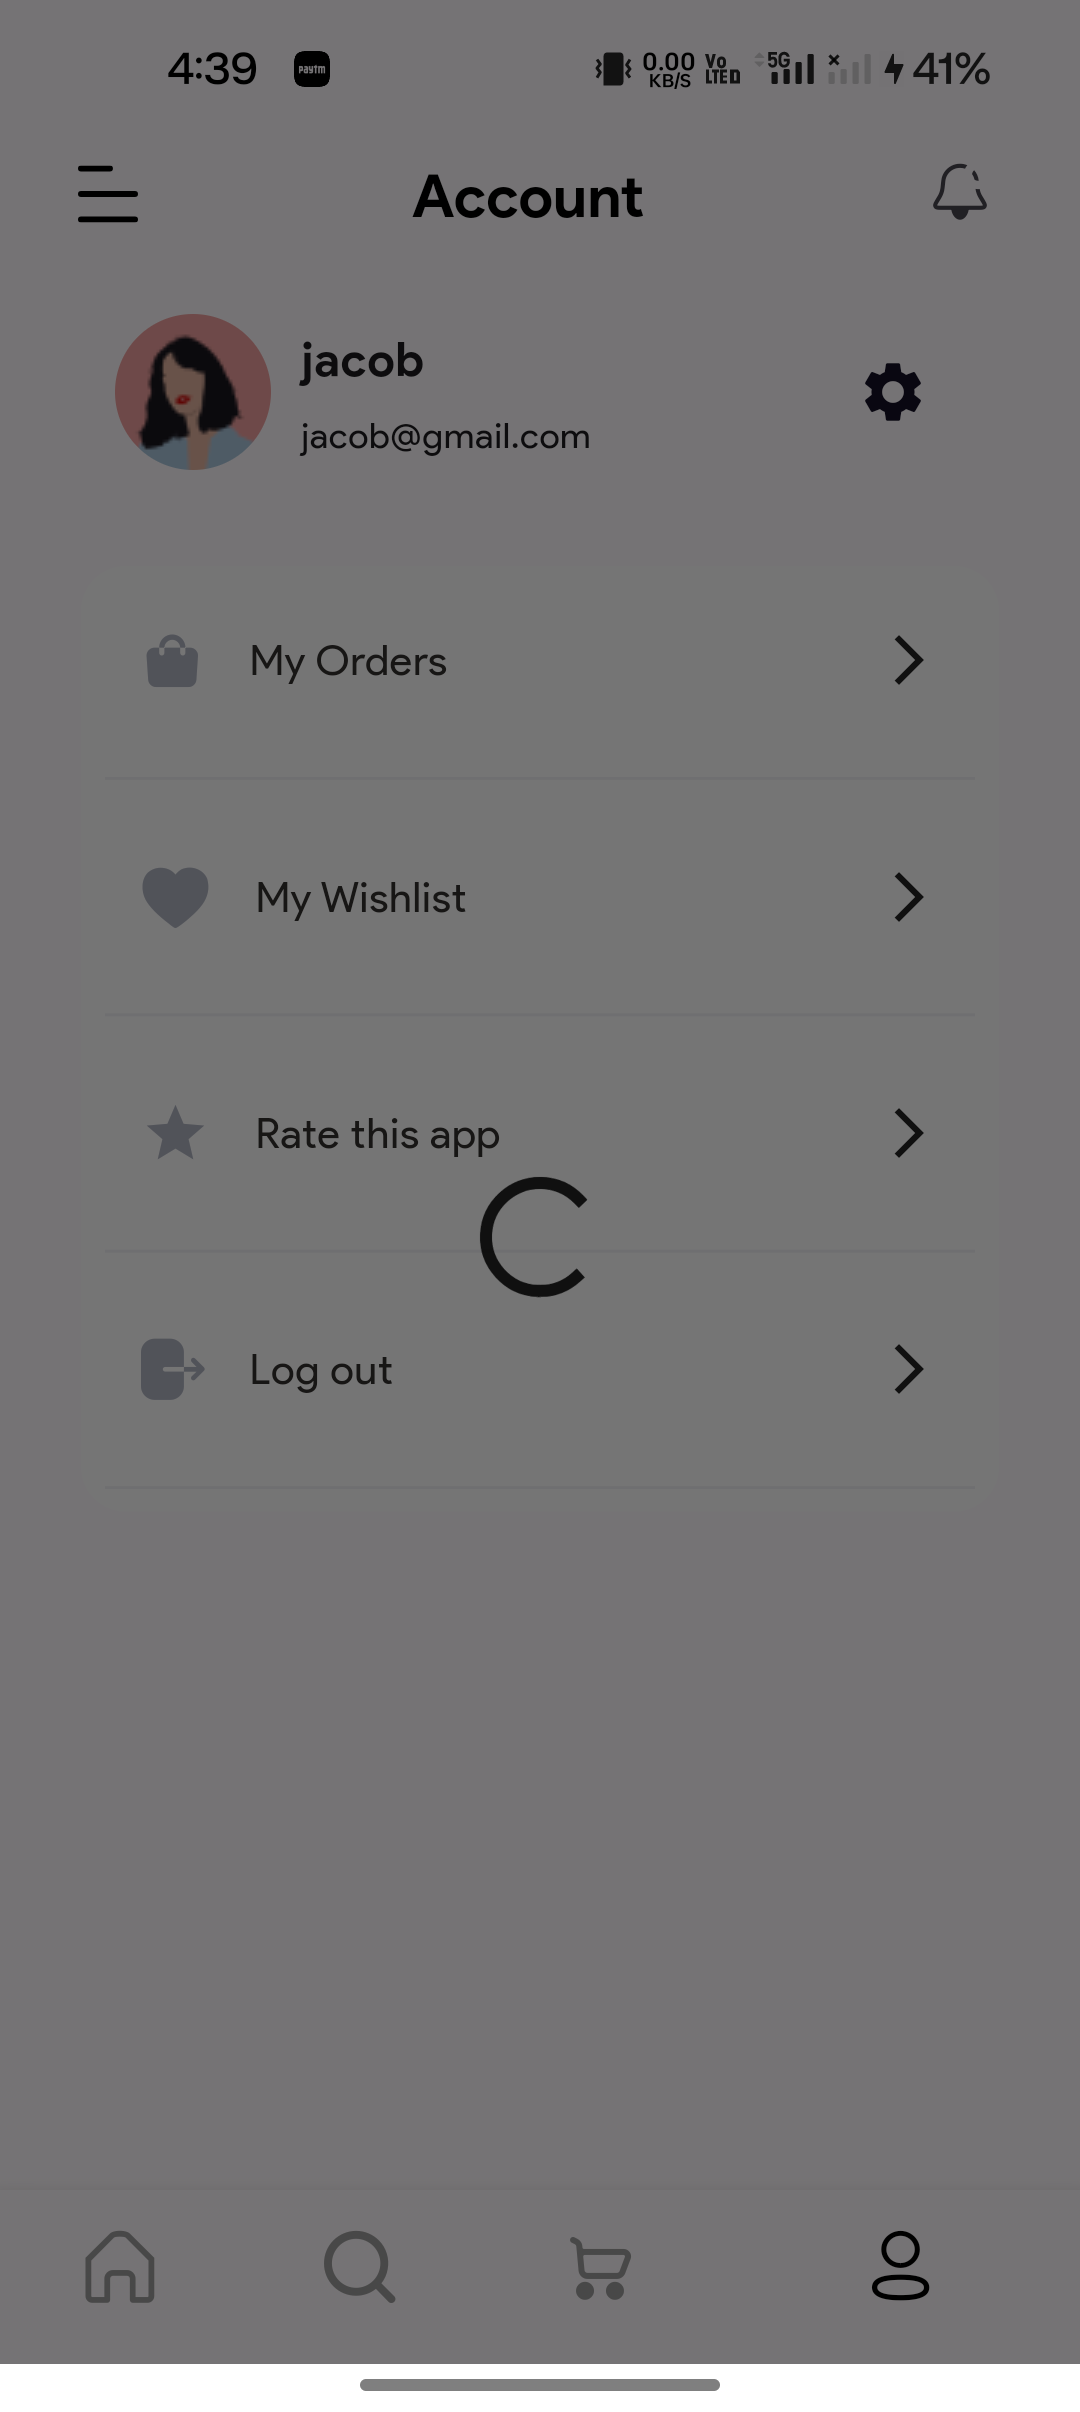 4:39 paytm 0.00 KB/S Vo LTE D 5G 41%
Account
jacob
jacob@gmail.com
My Orders
My Wishlist
Rate this app
Log out